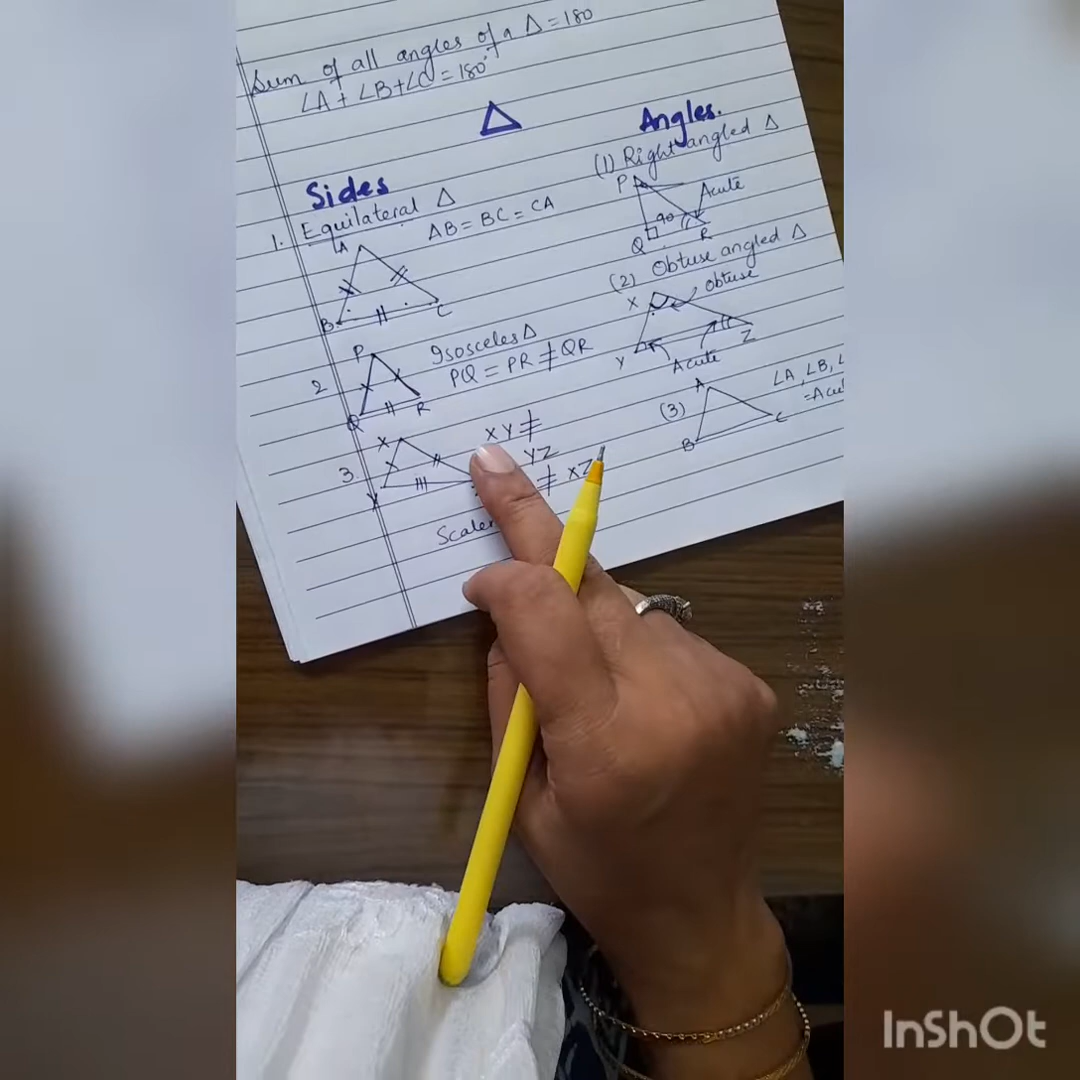 Sum of all angles of a Δ = 180
∠A + ∠B + ∠C = 180°
Δ
Sides
1. Equilateral Δ
AB = BC = CA
A
B
C
2
P
Q
R
Isosceles Δ
PQ = PR ≠ QR
3.
X
Y
XY ≠
YZ
≠ XZ
Angles.
(1) Right angled Δ
P
Acute
90
Q
R
(2) Obtuse angled Δ
Obtuse
X
Y
Z
Acute
(3)
A
B
C
∠A, ∠B,
InShOt